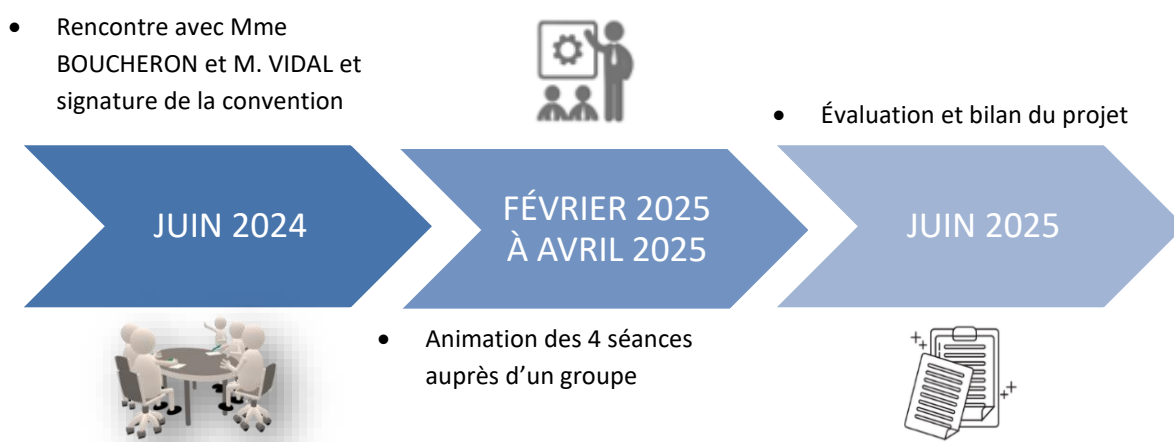 • Rencontre avec Mme
BOUCHERON et M. VIDAL et
signature de la convention
• Évaluation et bilan du projet
JUIN 2024
FÉVRIER 2025
À AVRIL 2025
JUIN 2025
• Animation des 4 séances
auprès d’un groupe